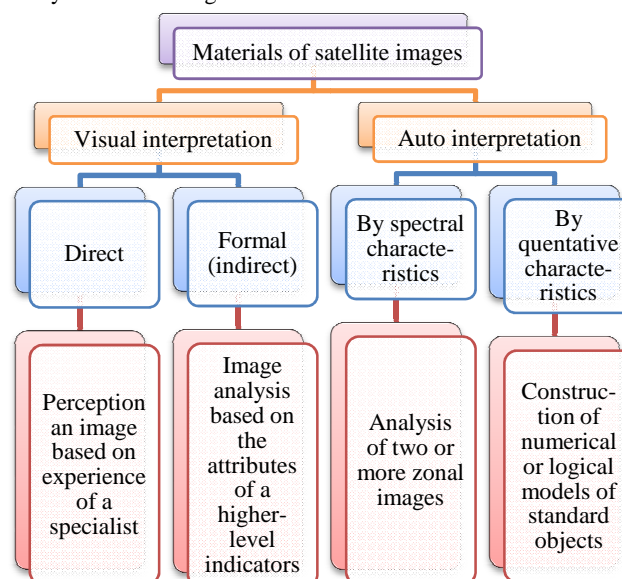 Materials of satellite images
Visual interpretation
Auto interpretation
Direct
Formal
(indirect)
By spectral
characte-
ristics
By
quentative
characte-
ristics
Perception
an image
based on
experience
of a
specialist
Image
analysis
based on
the
attributes
of a
higher-
level
indicators
Analysis
of two or
more zonal
images
Construc-
tion of
numerical
or logical
models of
standard
objects